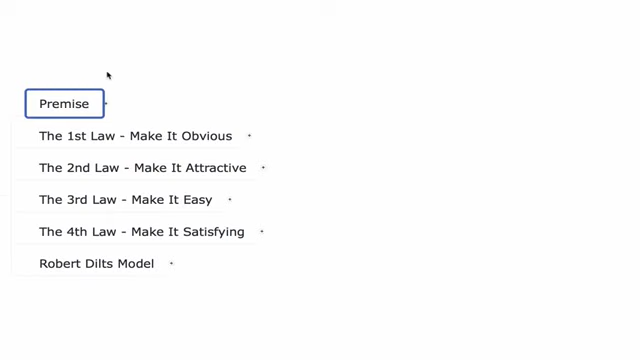 Premise
The 1st Law - Make It Obvious
The 2nd Law - Make It Attractive
The 3rd Law - Make It Easy
The 4th Law - Make It Satisfying
Robert Dilts Model